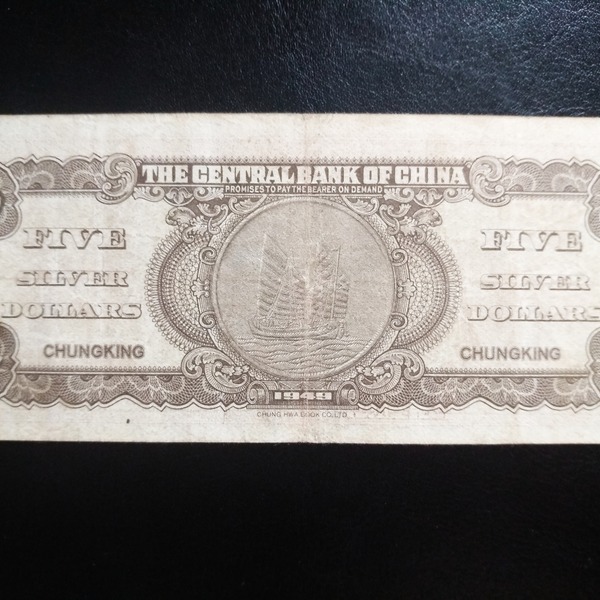 THE CENTRAL BANK OF CHINA
PROMISES TO PAY THE BEARER ON DEMAND
FIVE
SILVER
DOLLARS
CHUNGKING
FIVE
SILVER
DOLLARS
CHUNGKING
1949
CHUNG HWA BOOK CO., LTD.